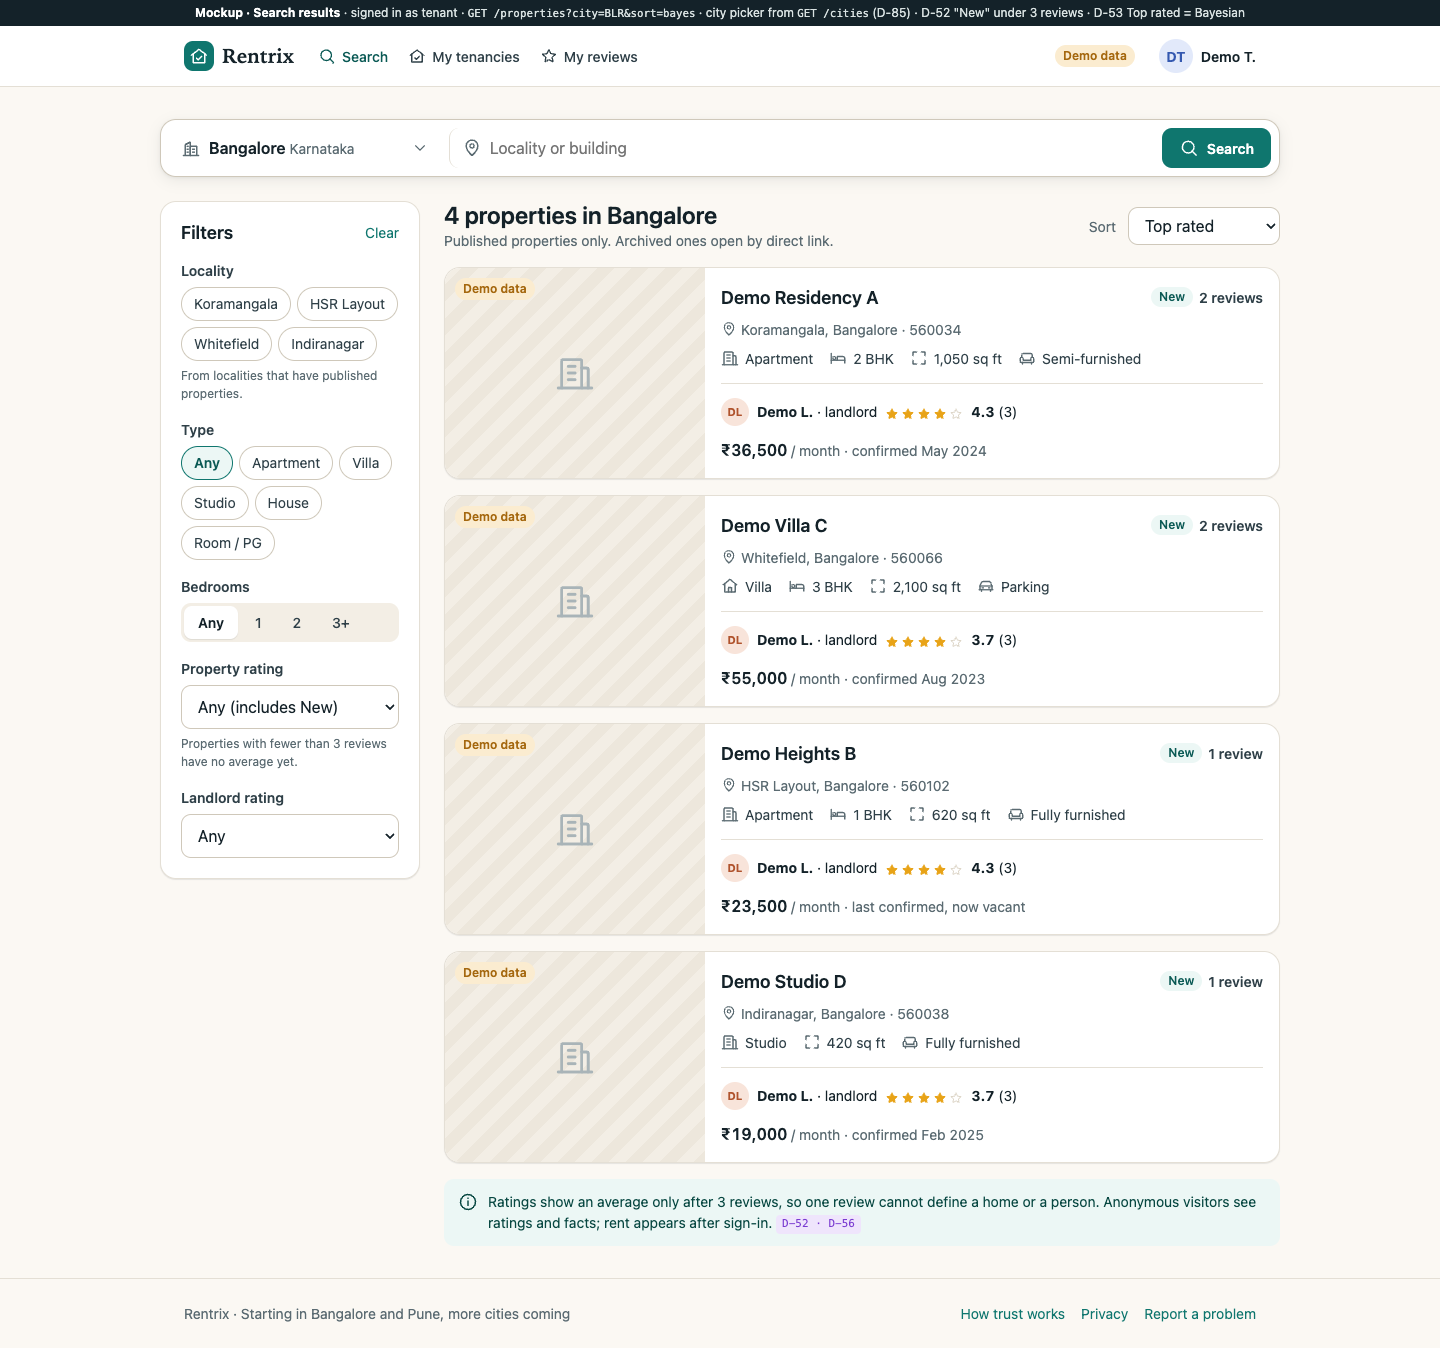 Mockup · Search results · signed in as tenant · GET /properties?city=BLR&sort=bayes · city picker from GET /cities (D-85) · D-52 "New" under 3 reviews · D-53 Top rated = Bayesian
Rentrix
Search
My tenancies
My reviews
Demo data
DT
Demo T.
Bangalore Karnataka
Locality or building
Search
Filters
Clear
Locality
Koramangala
HSR Layout
Whitefield
Indiranagar
From localities that have published
properties.
Type
Any
Apartment
Villa
Studio
House
Room / PG
Bedrooms
Any
1
2
3+
Property rating
Any (includes New)
Properties with fewer than 3 reviews
have no average yet.
Landlord rating
Any
4 properties in Bangalore
Published properties only. Archived ones open by direct link.
Sort
Top rated
Demo data
Demo Residency A
New 2 reviews
Koramangala, Bangalore · 560034
Apartment 2 BHK 1,050 sq ft Semi-furnished
DL Demo L. · landlord 4.3 (3)
₹36,500 / month · confirmed May 2024
Demo data
Demo Villa C
New 2 reviews
Whitefield, Bangalore · 560066
Villa 3 BHK 2,100 sq ft Parking
DL Demo L. · landlord 3.7 (3)
₹55,000 / month · confirmed Aug 2023
Demo data
Demo Heights B
New 1 review
HSR Layout, Bangalore · 560102
Apartment 1 BHK 620 sq ft Fully furnished
DL Demo L. · landlord 4.3 (3)
₹23,500 / month · last confirmed, now vacant
Demo data
Demo Studio D
New 1 review
Indiranagar, Bangalore · 560038
Studio 420 sq ft Fully furnished
DL Demo L. · landlord 3.7 (3)
₹19,000 / month · confirmed Feb 2025
Ratings show an average only after 3 reviews, so one review cannot define a home or a person. Anonymous visitors see
ratings and facts; rent appears after sign-in. D-52 · D-56
Rentrix · Starting in Bangalore and Pune, more cities coming
How trust works
Privacy
Report a problem